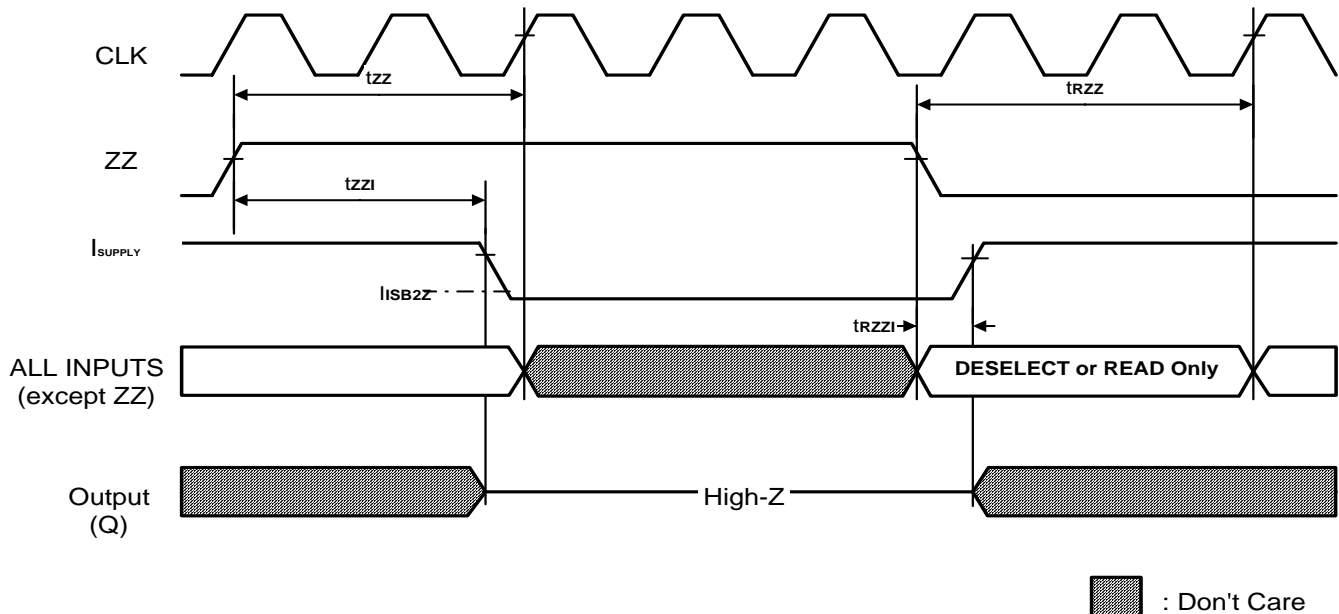 CLK
tzz
tRZZ
ZZ
tzzI
ISUPPLY
IISB2Z
tRZZI
ALL INPUTS
(except ZZ)
DESELECT or READ Only
Output
(Q)
High-Z
: Don't Care